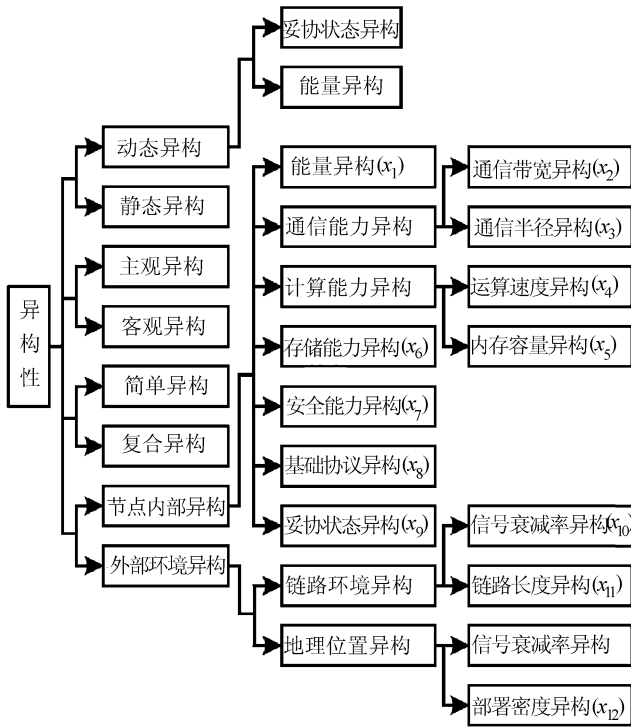 妥协状态异构
能量异构
动态异构
静态异构
主观异构
客观异构
异构性
简单异构
复合异构
节点内部异构
外部环境异构
能量异构(x₁)
通信能力异构
计算能力异构
存储能力异构(x₆)
安全能力异构(x₇)
基础协议异构(x₈)
妥协状态异构(x₉)
链路环境异构
地理位置异构
通信带宽异构(x₂)
通信半径异构(x₃)
运算速度异构(x₄)
内存容量异构(x₅)
信号衰减率异构(x₁₀)
链路长度异构(x₁₁)
信号衰减率异构
部署密度异构(x₁₂)